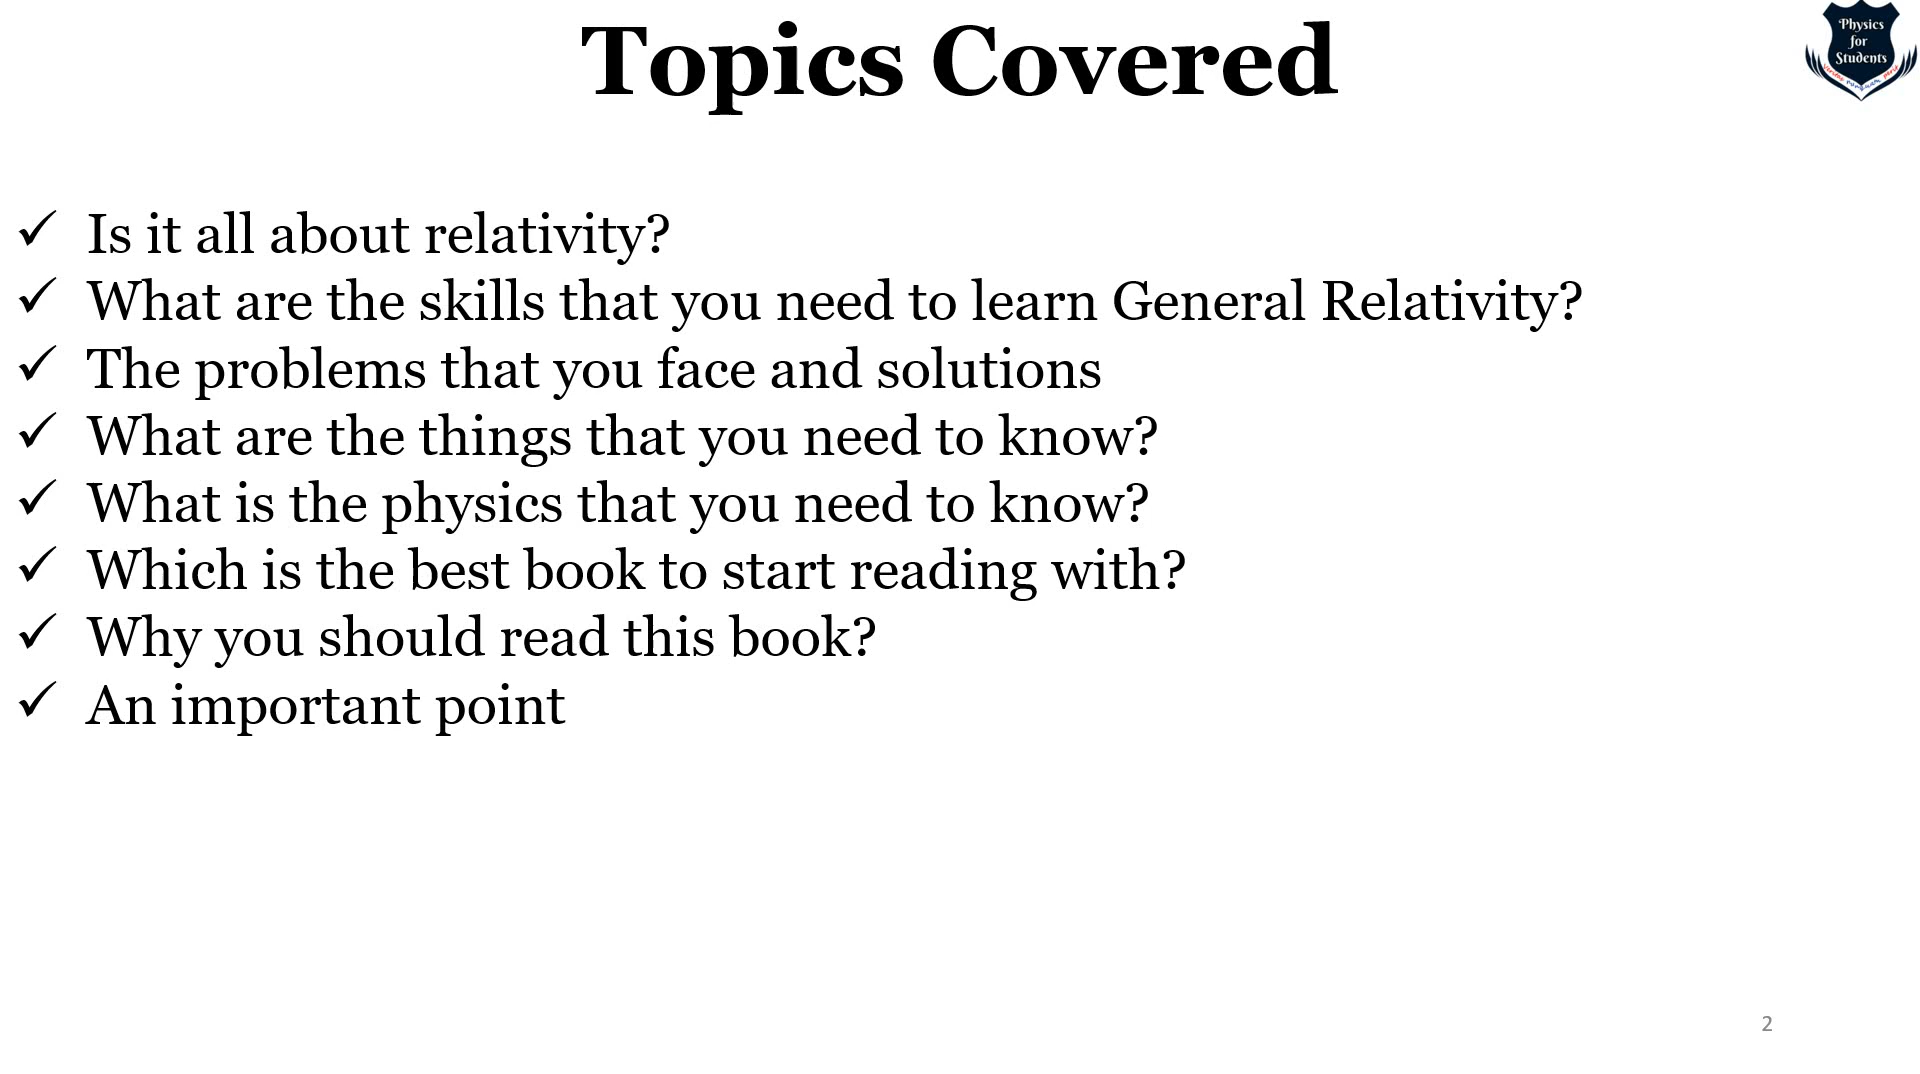 Topics Covered
Physics
for
Students
✓ Is it all about relativity?
✓ What are the skills that you need to learn General Relativity?
✓ The problems that you face and solutions
✓ What are the things that you need to know?
✓ What is the physics that you need to know?
✓ Which is the best book to start reading with?
✓ Why you should read this book?
✓ An important point
2